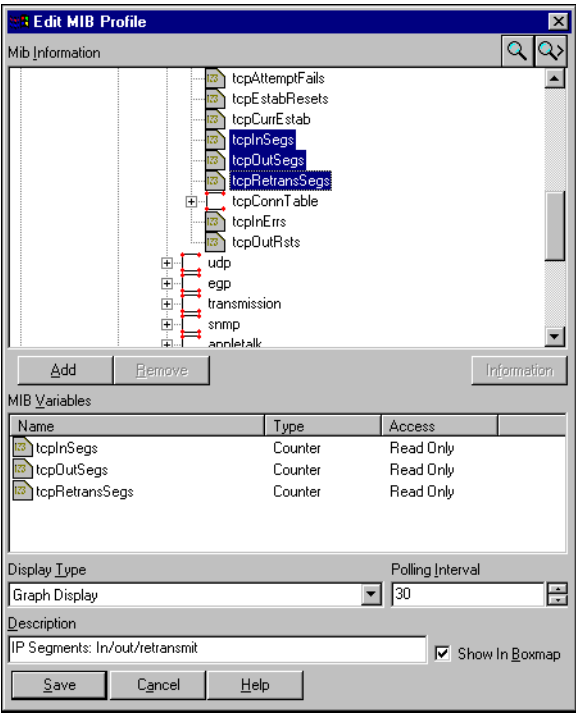 Edit MIB Profile
Mib Information
tcpAttemptFails
tcpEstabResets
tcpCurrEstab
tcpInSegs
tcpOutSegs
tcpRetransSegs
tcpConnTable
tcpInErrs
tcpOutRsts
udp
egp
transmission
snmp
appletalk
Add Remove Information
MIB Variables
Name Type Access
tcpInSegs Counter Read Only
tcpOutSegs Counter Read Only
tcpRetransSegs Counter Read Only
Display Type Polling Interval
Graph Display 30
Description
IP Segments: In/out/retransmit Show In Boxmap
Save Cancel Help